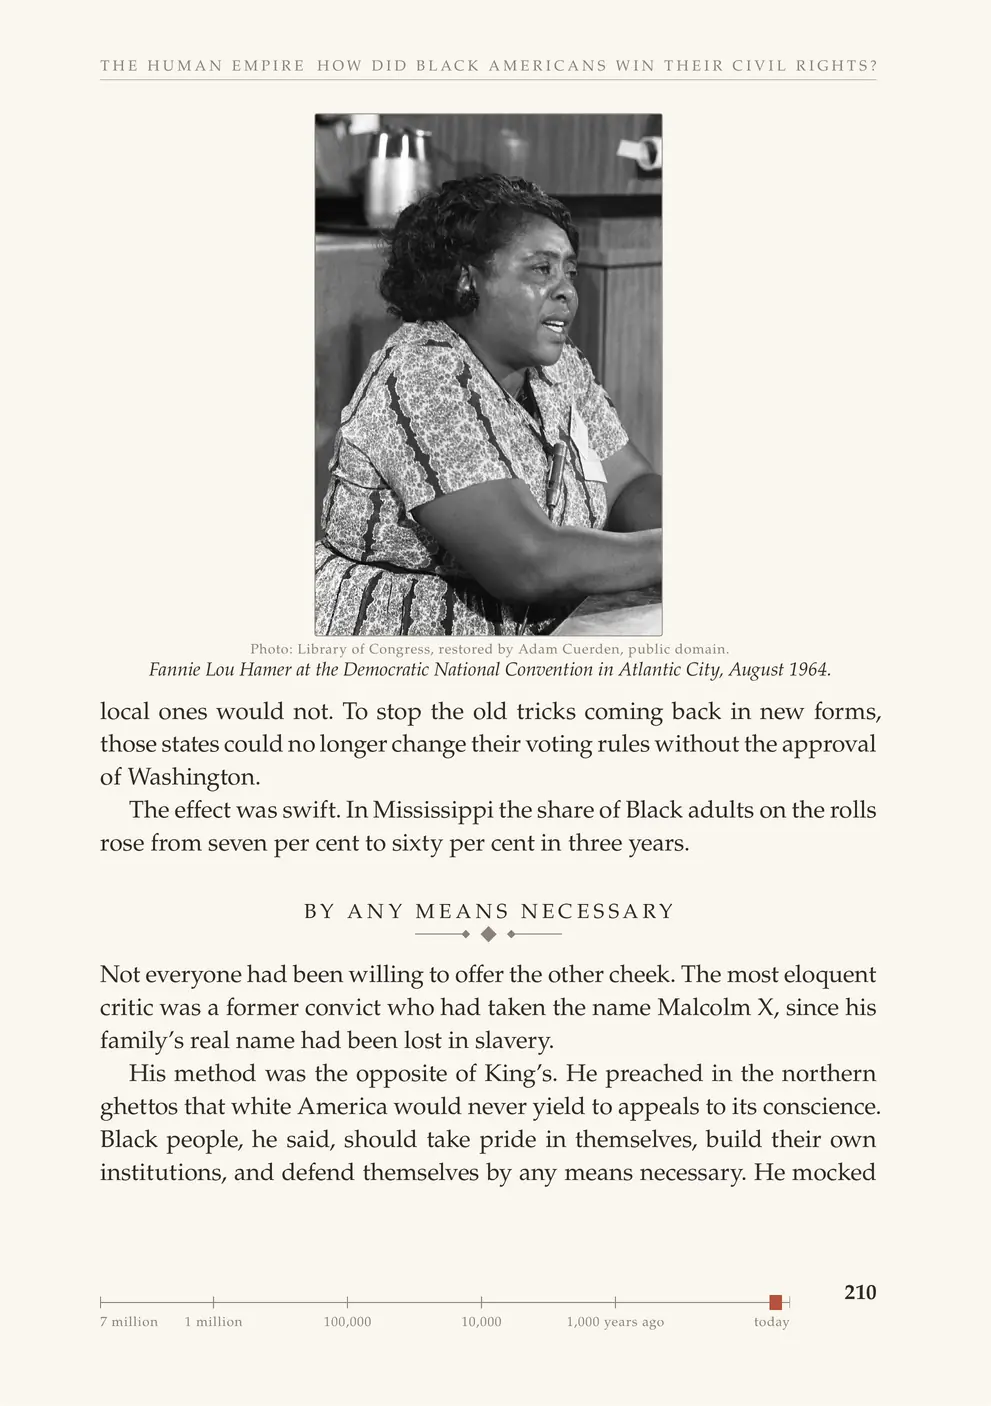 THE HUMAN EMPIRE HOW DID BLACK AMERICANS WIN THEIR CIVIL RIGHTS?
Photo: Library of Congress, restored by Adam Cuerden, public domain.
Fannie Lou Hamer at the Democratic National Convention in Atlantic City, August 1964.
local ones would not. To stop the old tricks coming back in new forms,
those states could no longer change their voting rules without the approval
of Washington.
The effect was swift. In Mississippi the share of Black adults on the rolls
rose from seven per cent to sixty per cent in three years.
BY ANY MEANS NECESSARY
Not everyone had been willing to offer the other cheek. The most eloquent
critic was a former convict who had taken the name Malcolm X, since his
family’s real name had been lost in slavery.
His method was the opposite of King’s. He preached in the northern
ghettos that white America would never yield to appeals to its conscience.
Black people, he said, should take pride in themselves, build their own
institutions, and defend themselves by any means necessary. He mocked
210
7 million 1 million 100,000 10,000 1,000 years ago today